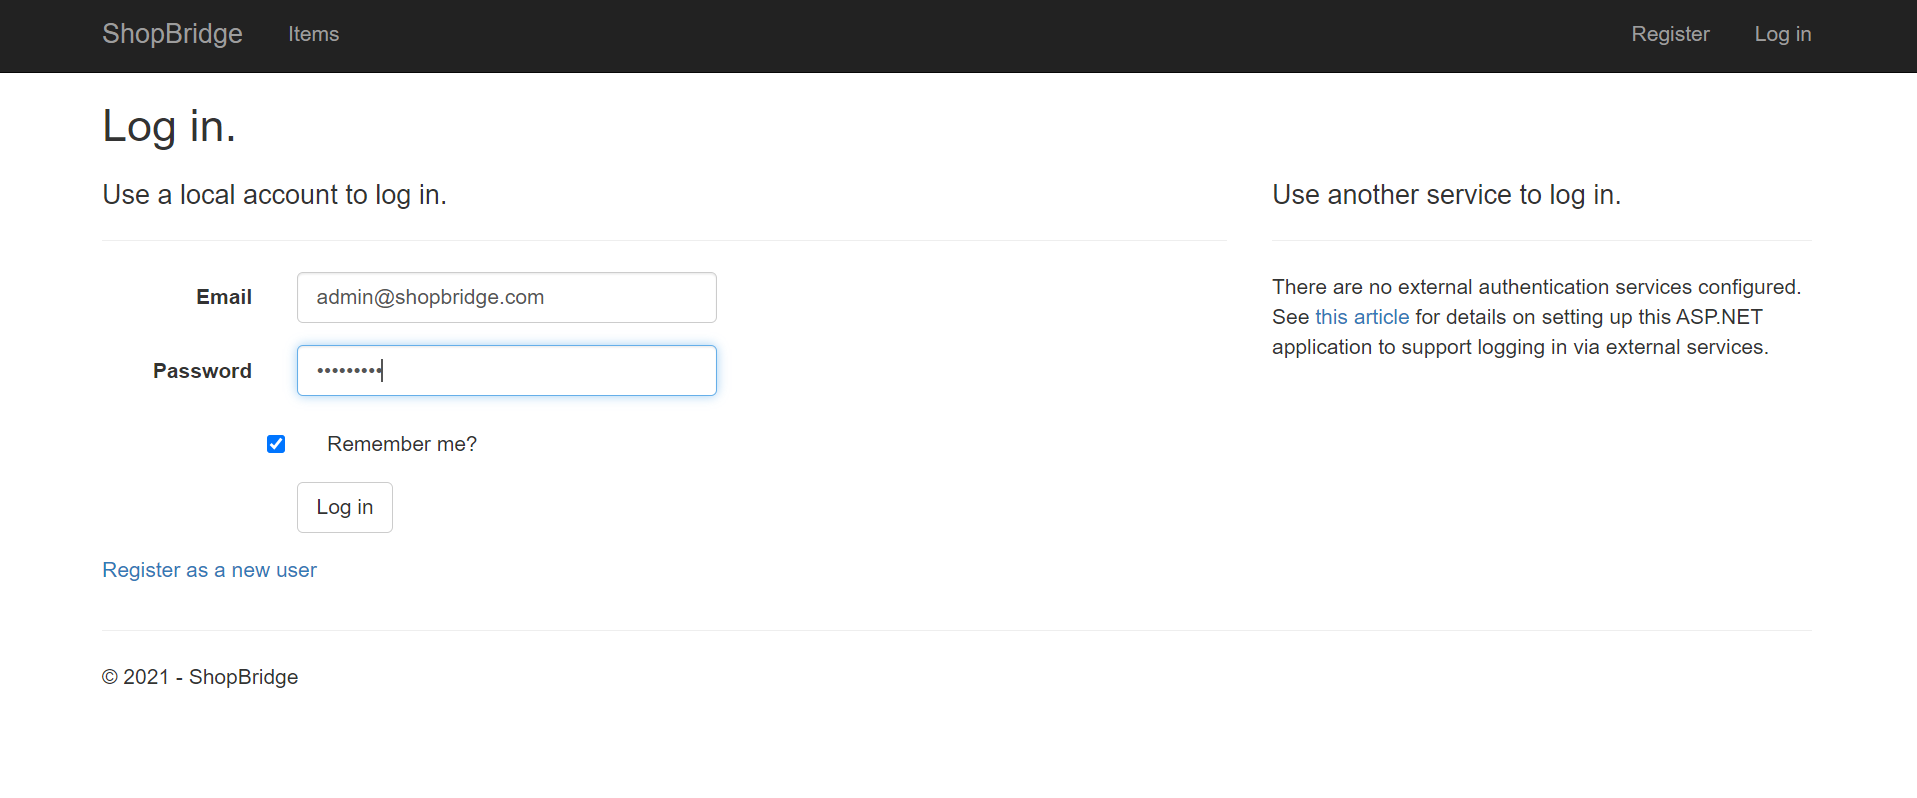 ShopBridge Items Register Log in
Log in.
Use a local account to log in.
Email admin@shopbridge.com
Password •••••••••
Remember me?
Log in
Register as a new user
Use another service to log in.
There are no external authentication services configured.
See this article for details on setting up this ASP.NET
application to support logging in via external services.
© 2021 - ShopBridge